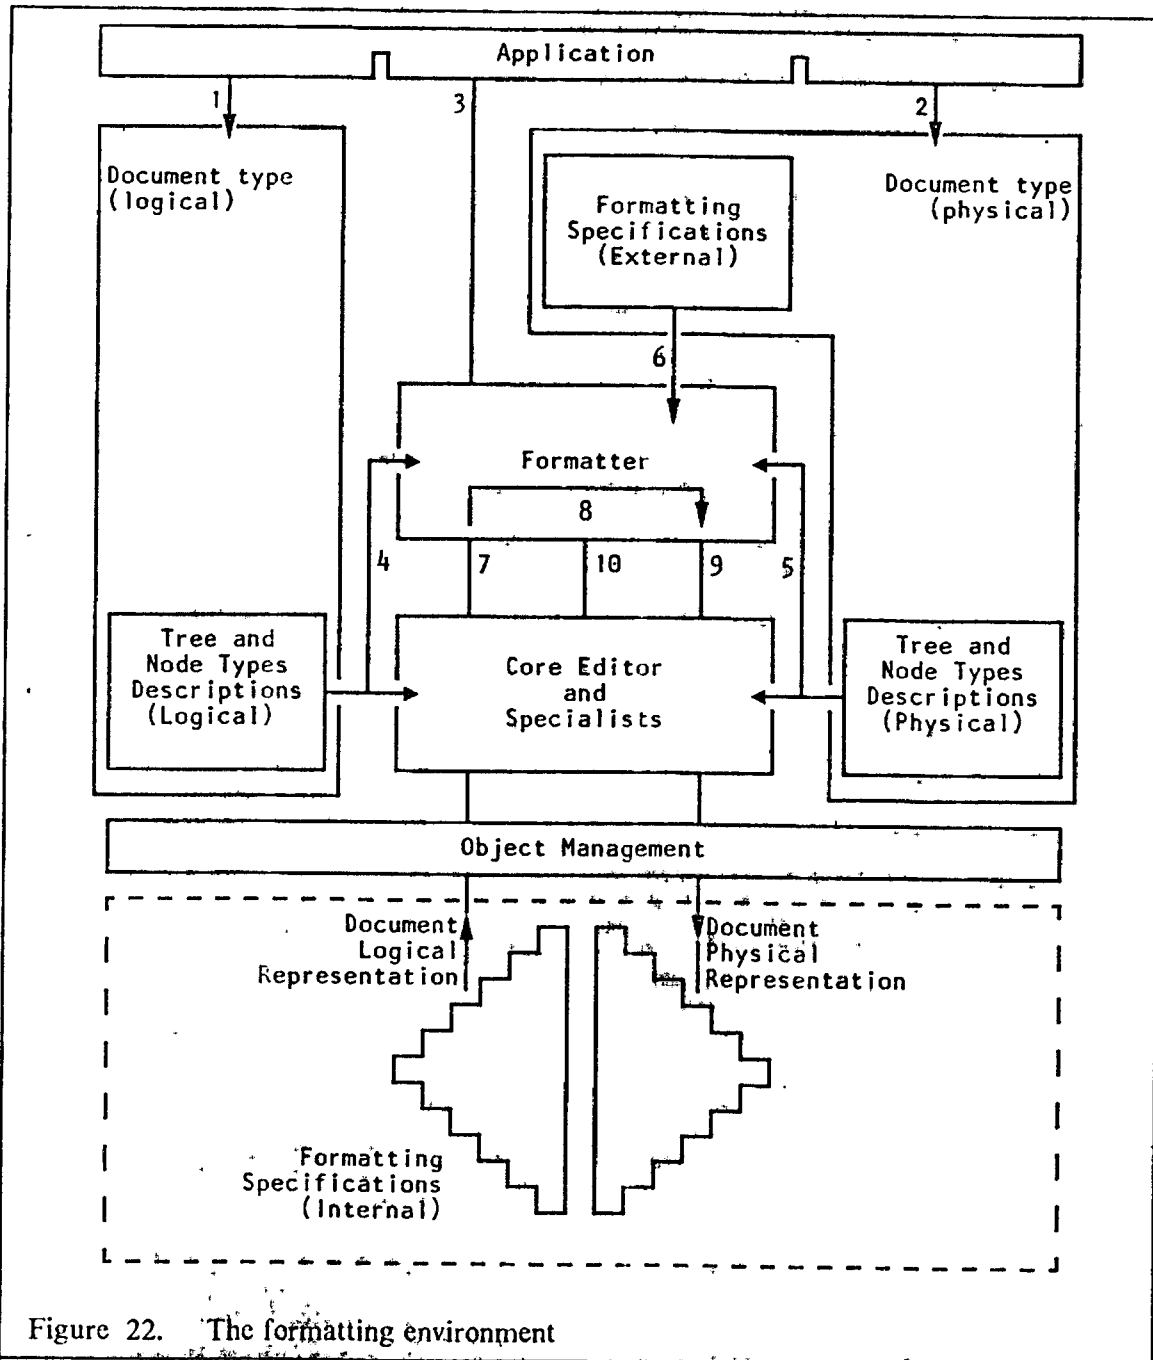 Application
1
3
2
Document type
(logical)
Document type
(physical)
Formatting
Specifications
(External)
6
Formatter
8
4
7
10
9
5
Tree and
Node Types
Descriptions
(Logical)
Core Editor
and
Specialists
Tree and
Node Types
Descriptions
(Physical)
Object Management
Document
Logical
Representation
Document
Physical
Representation
Formatting
Specifications
(Internal)
Figure 22. The formatting environment